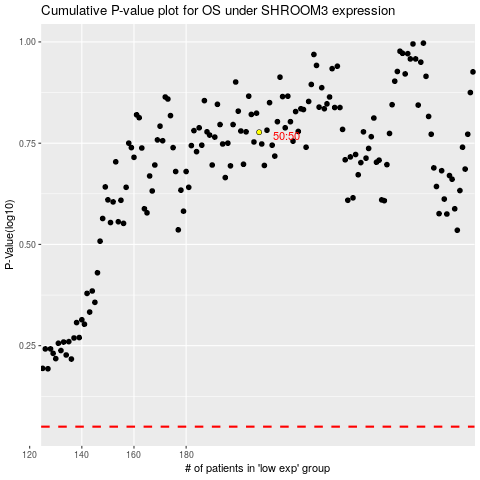 Cumulative P-value plot for OS under SHROOM3 expression
P-Value(log10)
1.00
0.75
0.50
0.25
50:50
120 140 160 180
# of patients in 'low exp' group